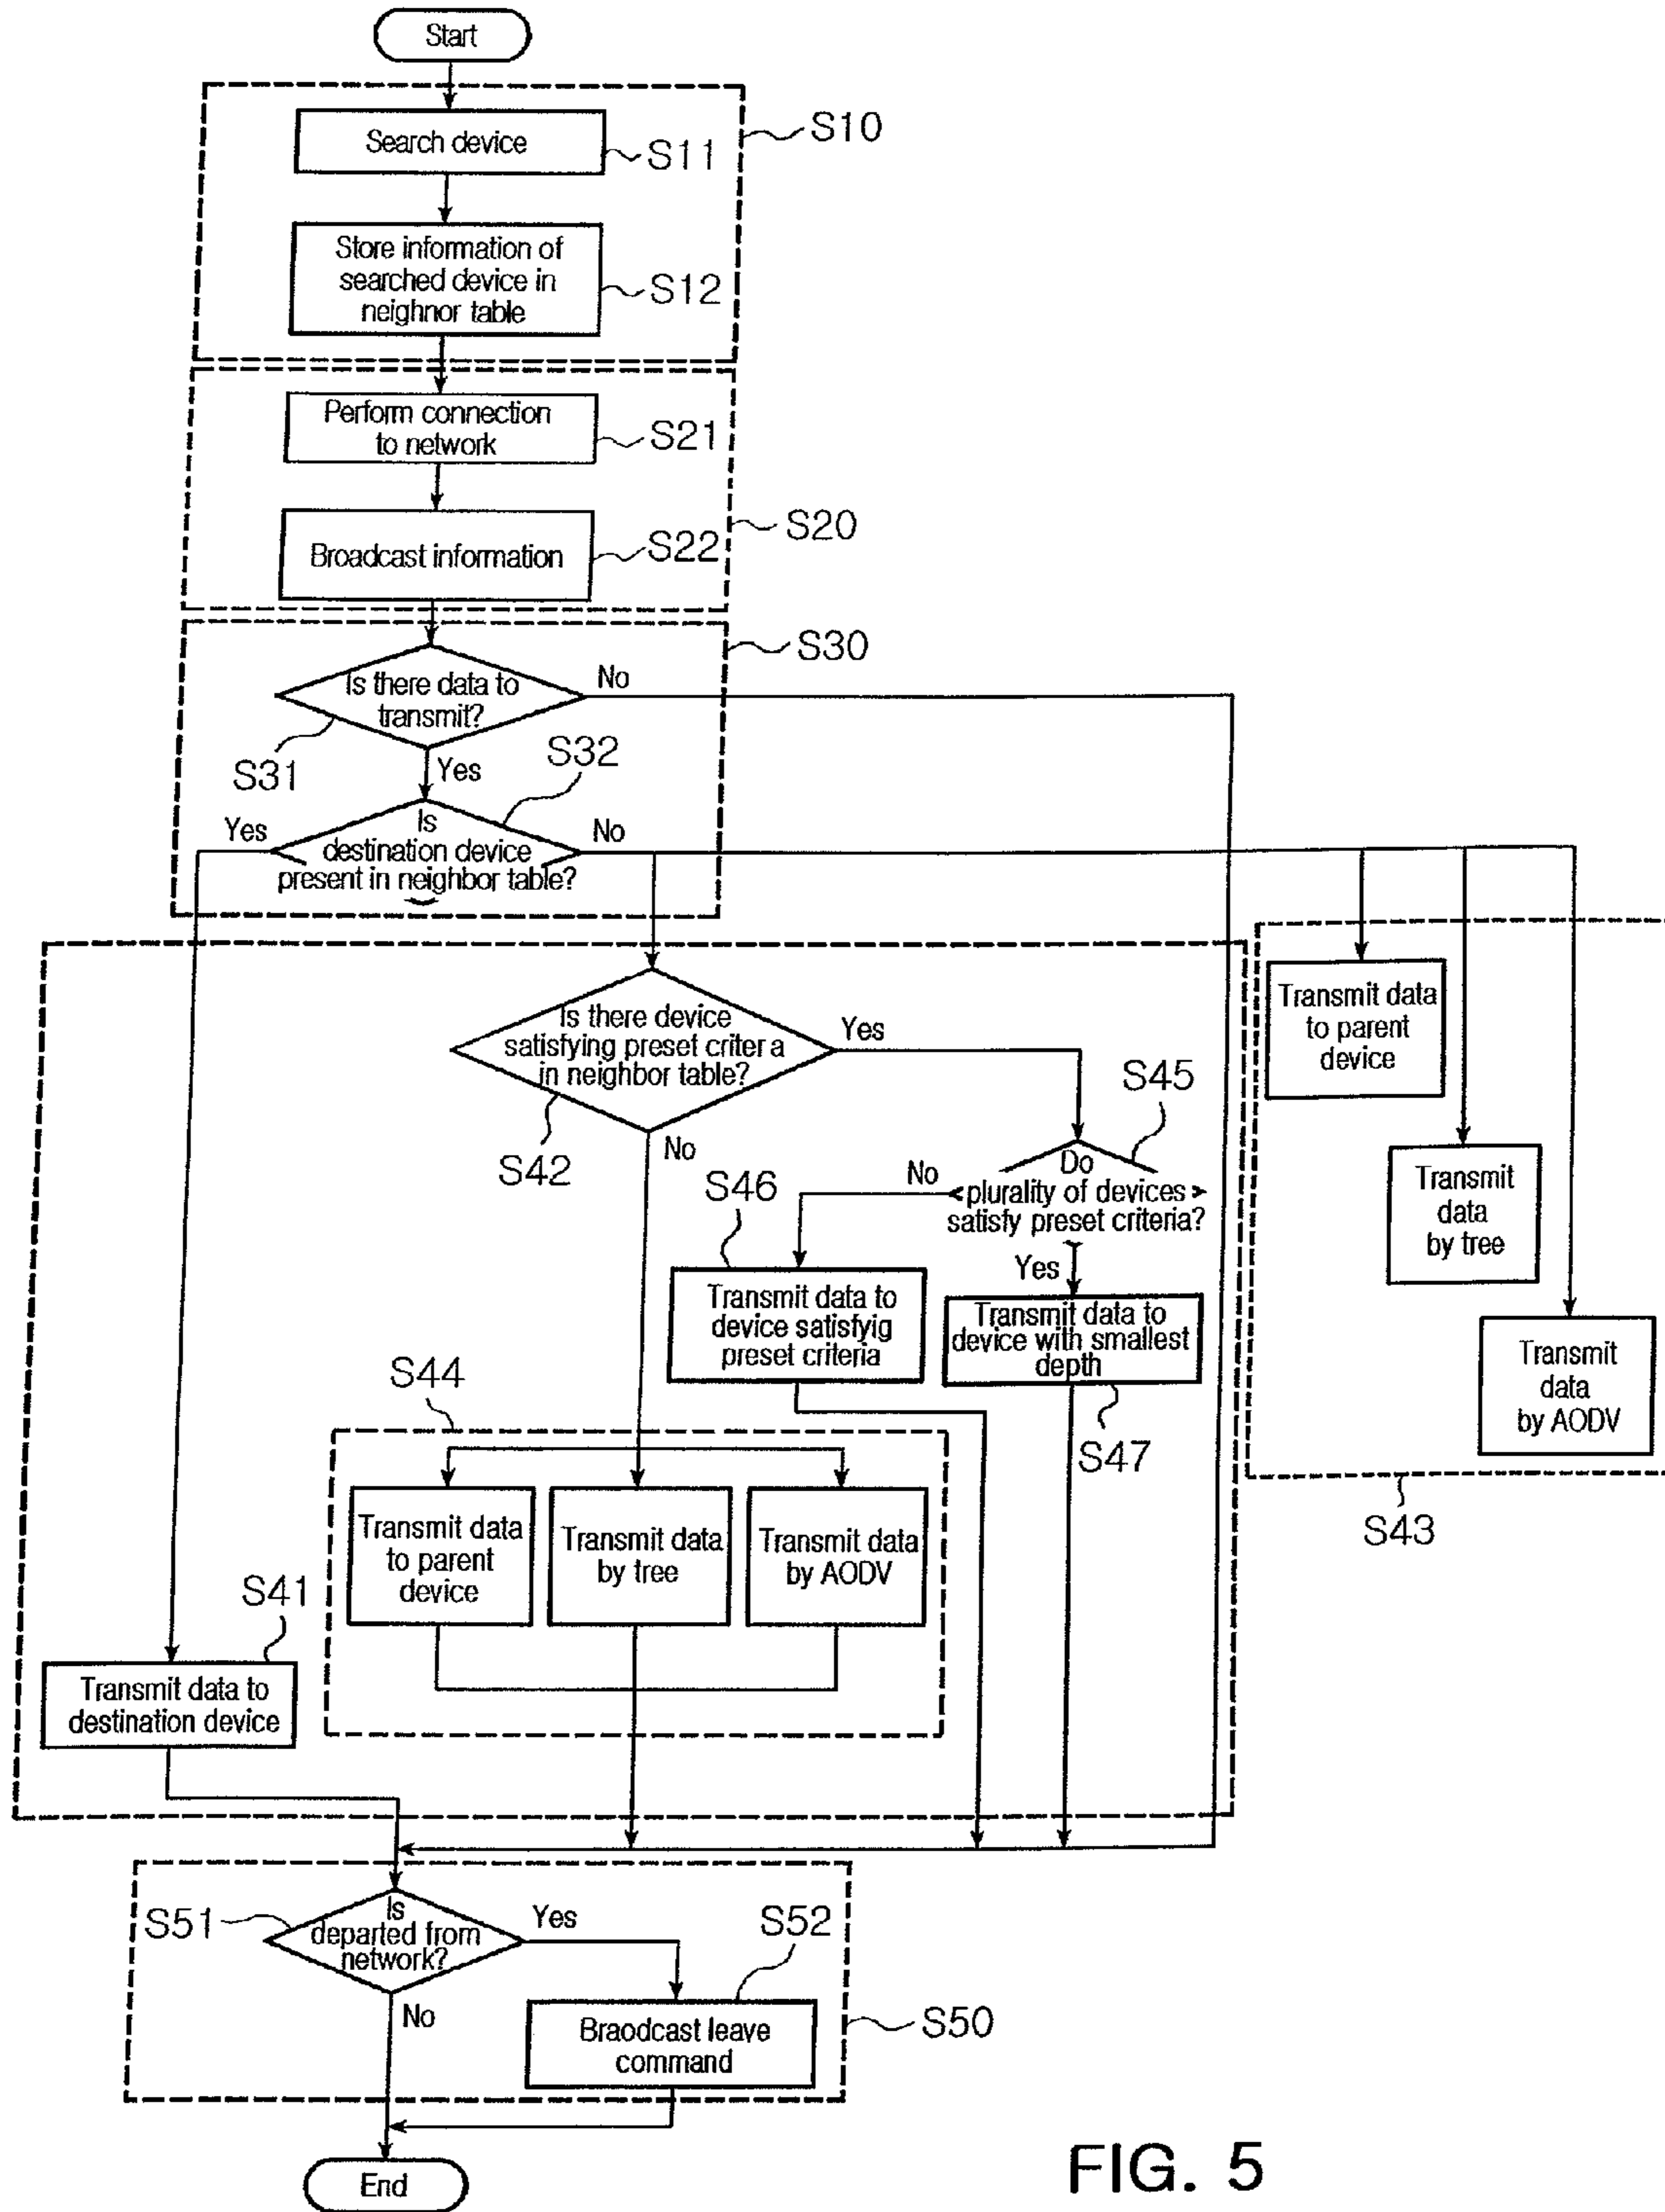 Start
S10
Search device
S11
Store information of
searched device in
neighnor table
S12
Perform connection
to network
S21
S20
Broadcast information
S22
S30
Is there data to
transmit?
No
S31
Yes
S32
Yes
Is
destination device
present in neighbor table?
No
Is there device
satisfying preset criter a
in neighbor table?
Yes
S42
No
S45
Do
plurality of devices
satisfy preset criteria?
No
Yes
S46
Transmit data to
device satisfyig
preset criteria
Transmit data to
device with smallest
depth
S47
Transmit data
to parent
device
Transmit
data
by tree
Transmit
data
by AODV
S43
S44
Transmit data
to parent
device
Transmit data
by tree
Transmit data
by AODV
S41
Transmit data to
destination device
S51
Is
departed from
network?
Yes
S52
No
Braodcast leave
command
S50
End
FIG. 5